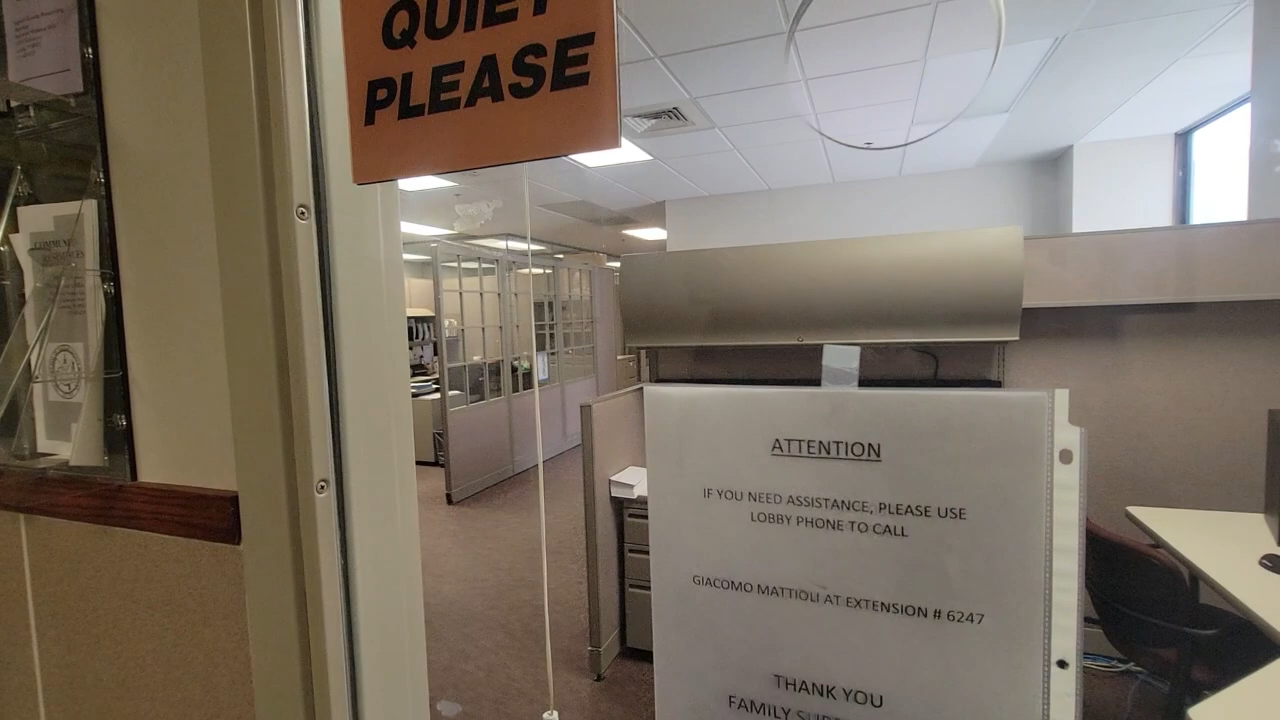 QUIET
PLEASE
ATTENTION
IF YOU NEED ASSISTANCE, PLEASE USE
LOBBY PHONE TO CALL
GIACOMO MATTIOLI AT EXTENSION # 6247
THANK YOU
FAMILY